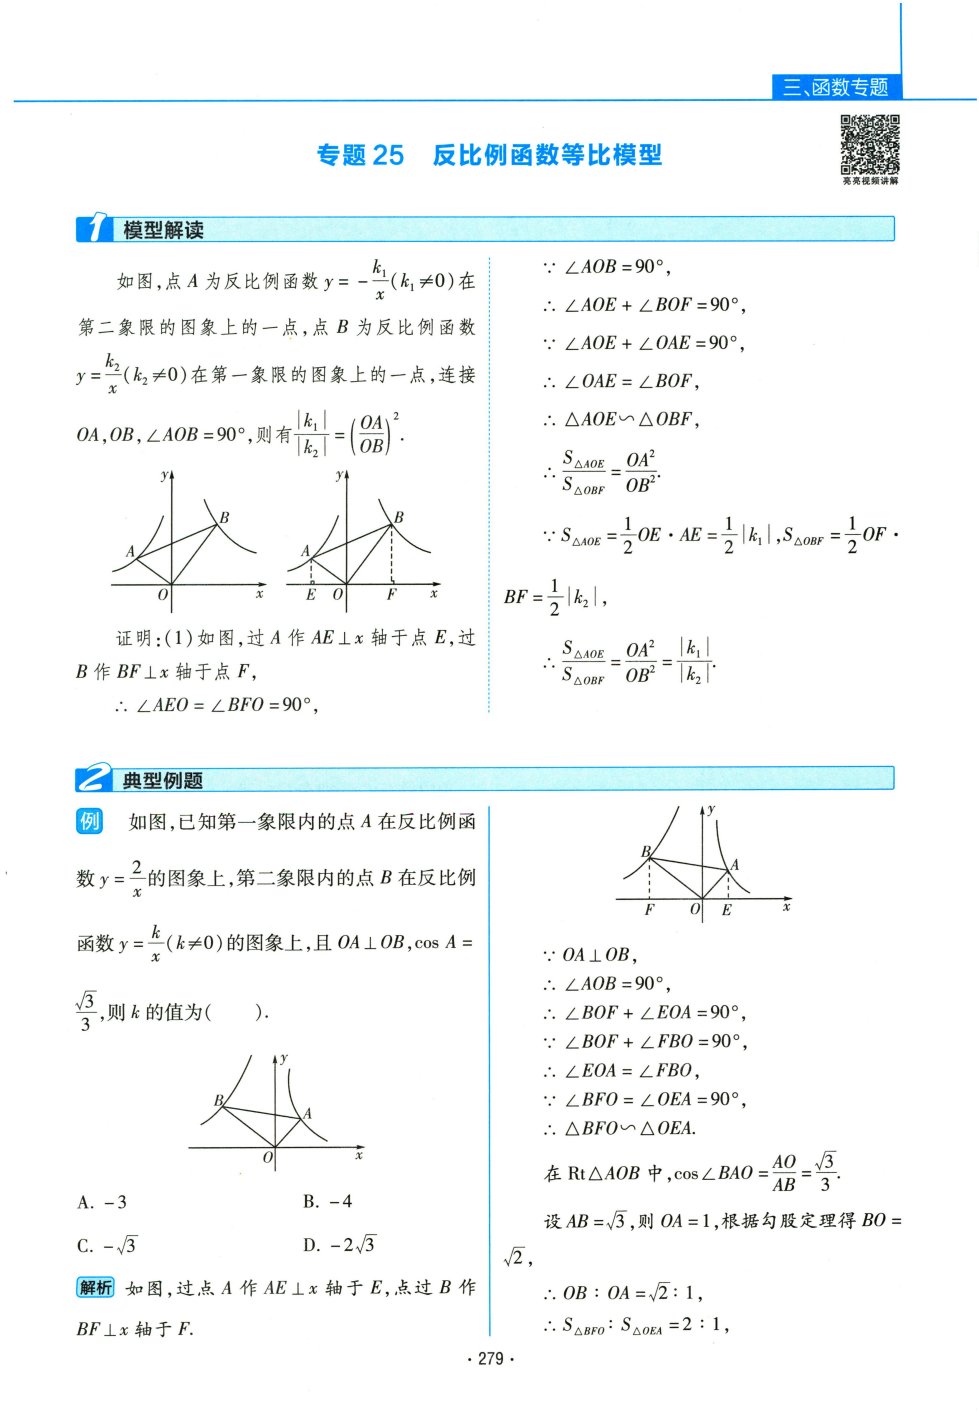 三、函数专题
专题 25 反比例函数等比模型
亮亮视频讲解
1 模型解读
如图,点 A 为反比例函数 y = -k₁/x (k₁≠0)在
第二象限的图象上的一点,点 B 为反比例函数
y = k₂/x (k₂≠0)在第一象限的图象上的一点,连接
OA,OB,∠AOB = 90°,则有 |k₁|/|k₂| = (OA/OB)².
y
B
A
O
x
y
B
A
E O F x
证明:(1)如图,过 A 作 AE⊥x 轴于点 E,过
B 作 BF⊥x 轴于点 F,
∴ ∠AEO = ∠BFO = 90°,
∵ ∠AOB = 90°,
∴ ∠AOE + ∠BOF = 90°,
∵ ∠AOE + ∠OAE = 90°,
∴ ∠OAE = ∠BOF,
∴ △AOE∽△OBF,
∴ S△AOE/S△OBF = OA²/OB².
∵ S△AOE = 1/2 OE · AE = 1/2 |k₁|,S△OBF = 1/2 OF ·
BF = 1/2 |k₂|,
∴ S△AOE/S△OBF = OA²/OB² = |k₁|/|k₂|.
2 典型例题
例 如图,已知第一象限内的点 A 在反比例函
数 y = 2/x 的图象上,第二象限内的点 B 在反比例
函数 y = k/x (k≠0)的图象上,且 OA⊥OB,cos A =
√3/3,则 k 的值为( ).
y
B
A
O
x
A. -3 B. -4
C. -√3 D. -2√3
解析 如图,过点 A 作 AE⊥x 轴于 E,点过 B 作
BF⊥x 轴于 F.
y
B
A
F O E x
∵ OA⊥OB,
∴ ∠AOB = 90°,
∴ ∠BOF + ∠EOA = 90°,
∵ ∠BOF + ∠FBO = 90°,
∴ ∠EOA = ∠FBO,
∵ ∠BFO = ∠OEA = 90°,
∴ △BFO∽△OEA.
在 Rt△AOB 中,cos∠BAO = AO/AB = √3/3.
设 AB = √3,则 OA = 1,根据勾股定理得 BO =
√2,
∴ OB : OA = √2 : 1,
∴ S△BFO : S△OEA = 2 : 1,
· 279 ·